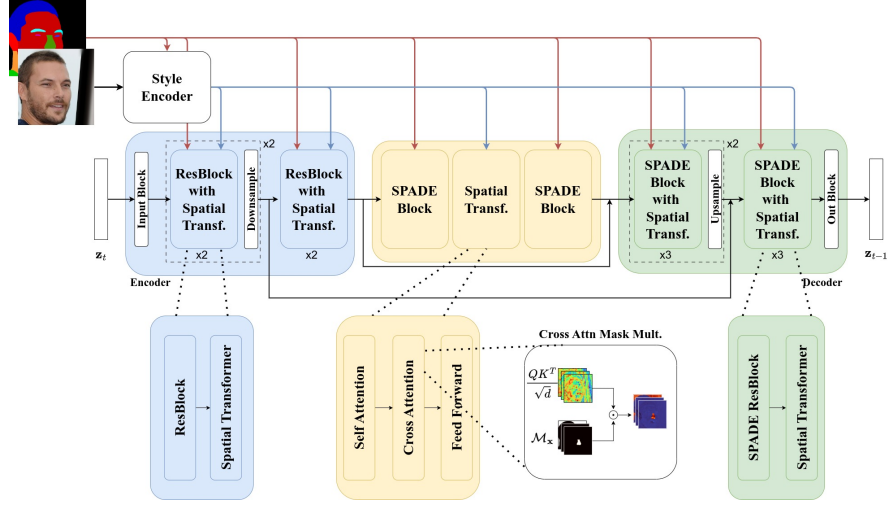 Style
Encoder
x2
x2
Input Block
ResBlock
with
Spatial
Transf.
x2
Downsample
ResBlock
with
Spatial
Transf.
x2
Encoder
SPADE
Block
Spatial
Transf.
SPADE
Block
SPADE
Block
with
Spatial
Transf.
x3
Upsample
SPADE
Block with
Spatial
Transf.
x3
Out Block
Decoder
z_t
z_{t−1}
ResBlock
Spatial Transformer
Self Attention
Cross Attention
Feed Forward
Cross Attn Mask Mult.
QK^T
√d
M_x
SPADE ResBlock
Spatial Transformer